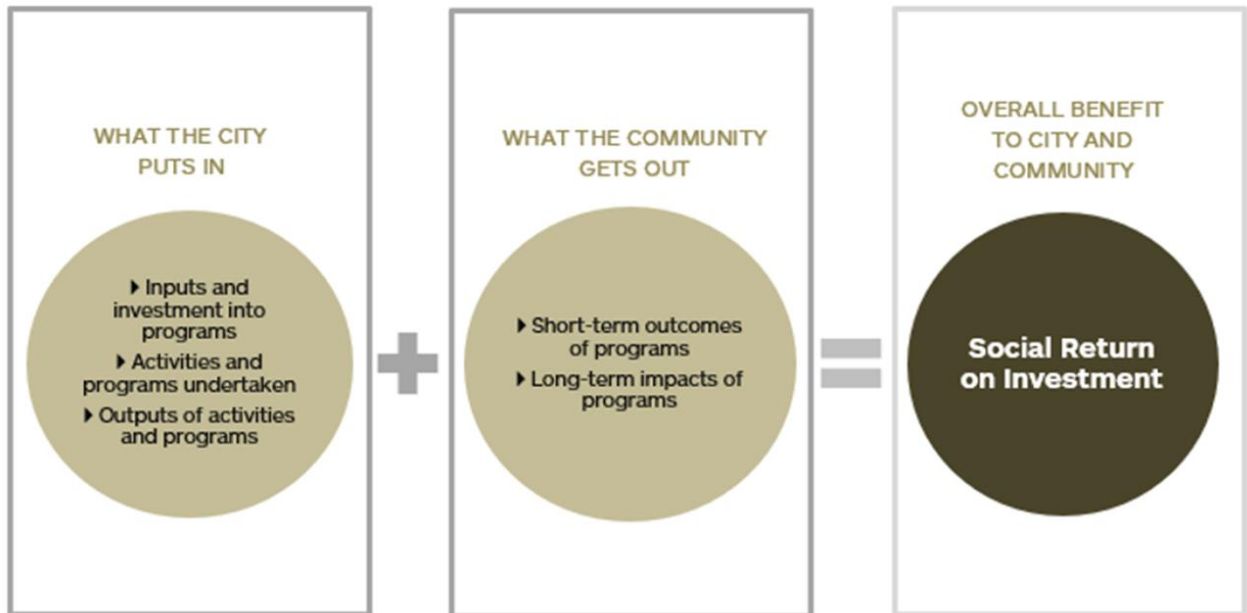 WHAT THE CITY
PUTS IN
▸ Inputs and
investment into
programs
▸ Activities and
programs undertaken
▸ Outputs of activities
and programs
+
WHAT THE COMMUNITY
GETS OUT
▸ Short-term outcomes
of programs
▸ Long-term impacts of
programs
=
OVERALL BENEFIT
TO CITY AND
COMMUNITY
Social Return
on Investment